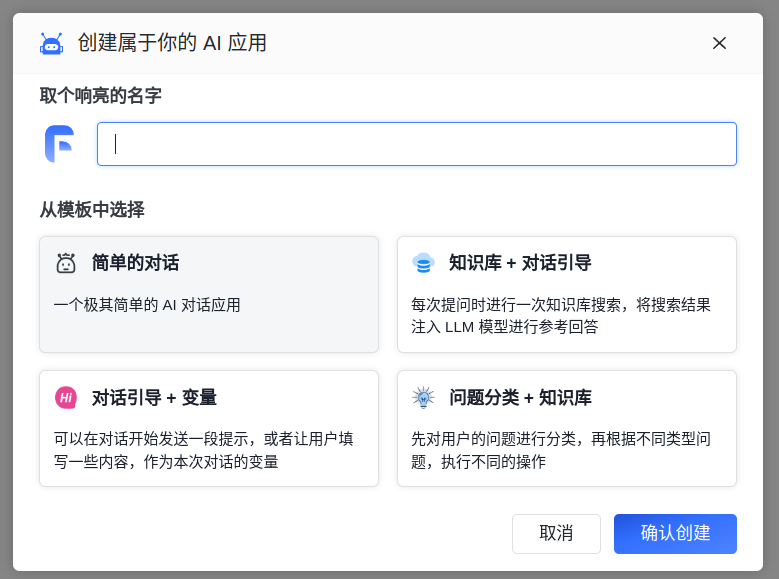 创建属于你的 AI 应用
取个响亮的名字
从模板中选择
简单的对话
一个极其简单的 AI 对话应用
知识库 + 对话引导
每次提问时进行一次知识库搜索，将搜索结果
注入 LLM 模型进行参考回答
Hi
对话引导 + 变量
可以在对话开始发送一段提示，或者让用户填
写一些内容，作为本次对话的变量
问题分类 + 知识库
先对用户的问题进行分类，再根据不同类型问
题，执行不同的操作
取消
确认创建